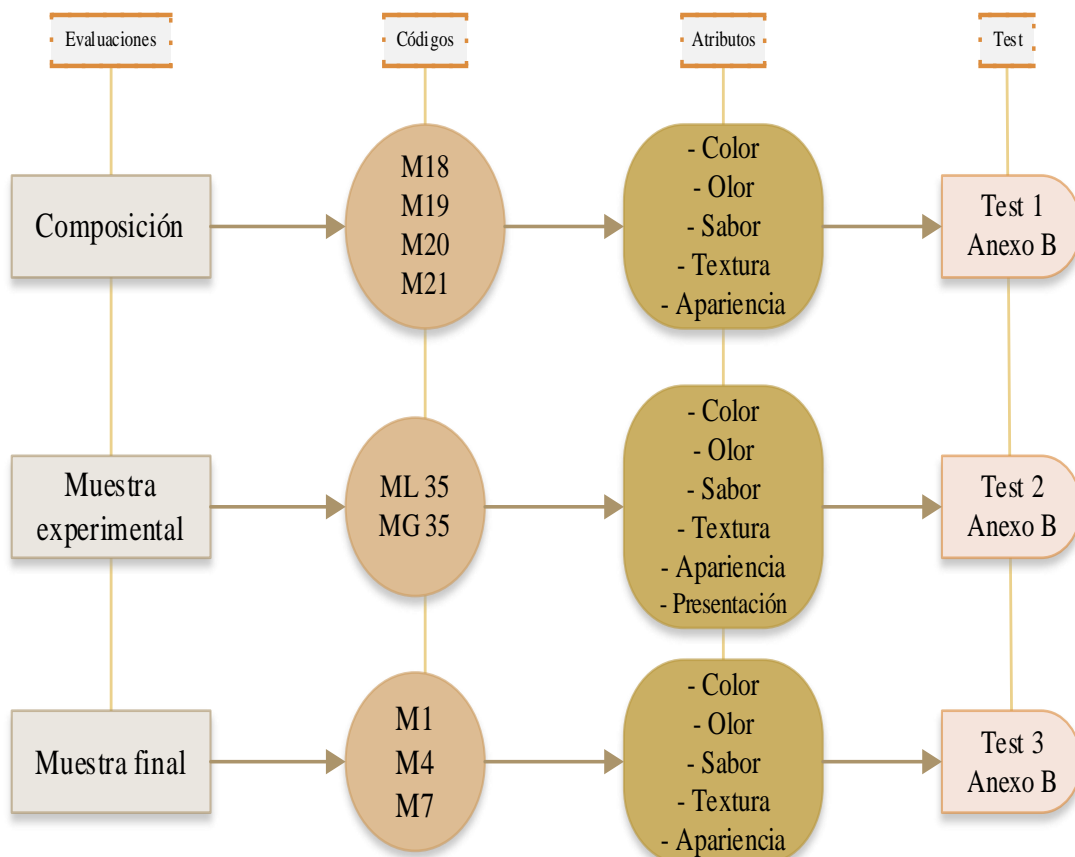 Evaluaciones
Códigos
Atributos
Test
Composición
M18
M19
M20
M21
- Color
- Olor
- Sabor
- Textura
- Apariencia
Test 1
Anexo B
Muestra
experimental
ML 35
MG 35
- Color
- Olor
- Sabor
- Textura
- Apariencia
- Presentación
Test 2
Anexo B
Muestra final
M1
M4
M7
- Color
- Olor
- Sabor
- Textura
- Apariencia
Test 3
Anexo B